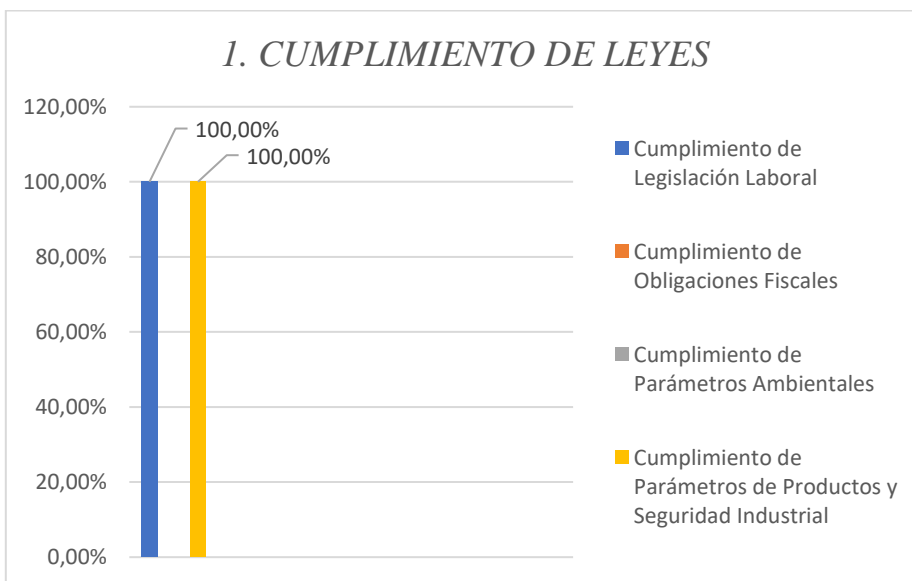 1. CUMPLIMIENTO DE LEYES
120,00%
100,00%
80,00%
60,00%
40,00%
20,00%
0,00%
100,00%
100,00%
Cumplimiento de
Legislación Laboral
Cumplimiento de
Obligaciones Fiscales
Cumplimiento de
Parámetros Ambientales
Cumplimiento de
Parámetros de Productos y
Seguridad Industrial